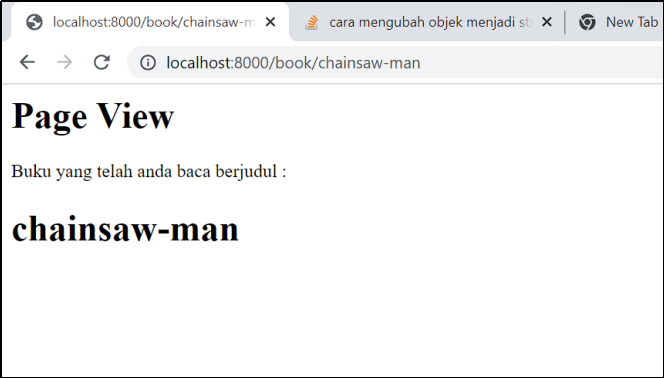 localhost:8000/book/chainsaw-m
cara mengubah objek menjadi st
New Tab
localhost:8000/book/chainsaw-man
Page View
Buku yang telah anda baca berjudul :
chainsaw-man